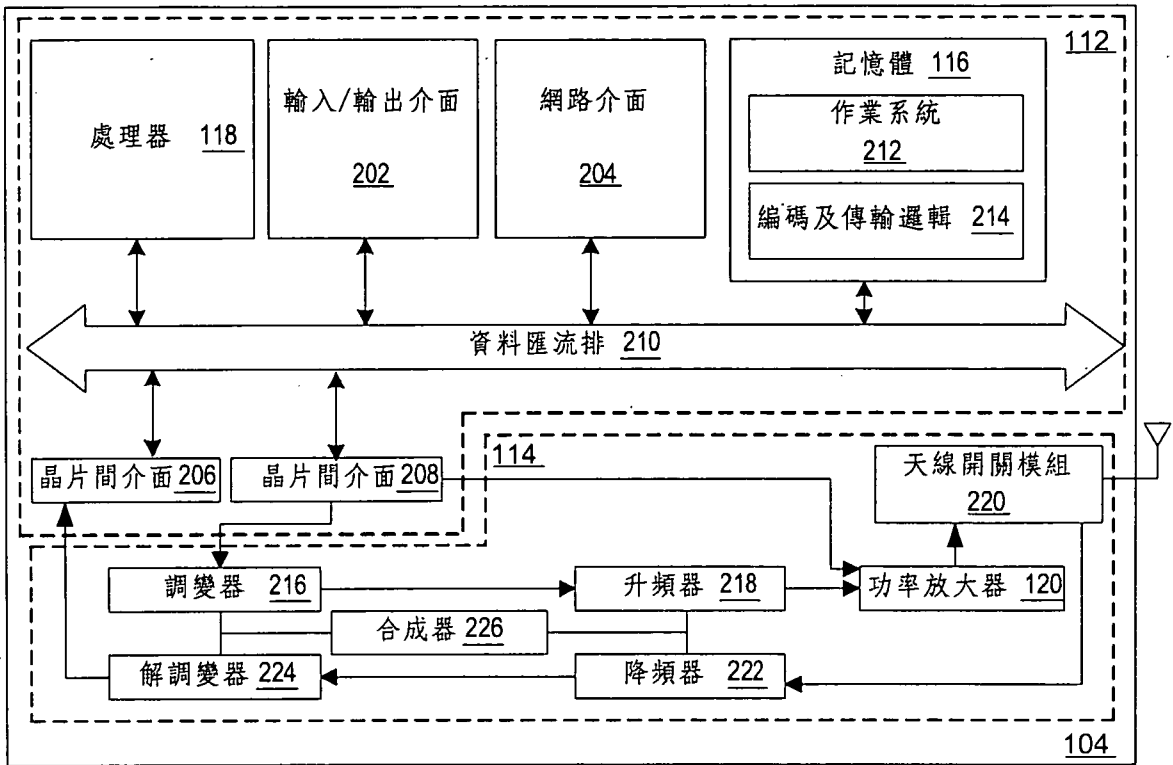 112
處理器 118
輸入/輸出介面
202
網路介面
204
記憶體 116
作業系統
212
編碼及傳輸邏輯 214
資料匯流排 210
晶片間介面 206
晶片間介面 208
114
天線開關模組
220
調變器 216
升頻器 218
功率放大器 120
合成器 226
解調變器 224
降頻器 222
104